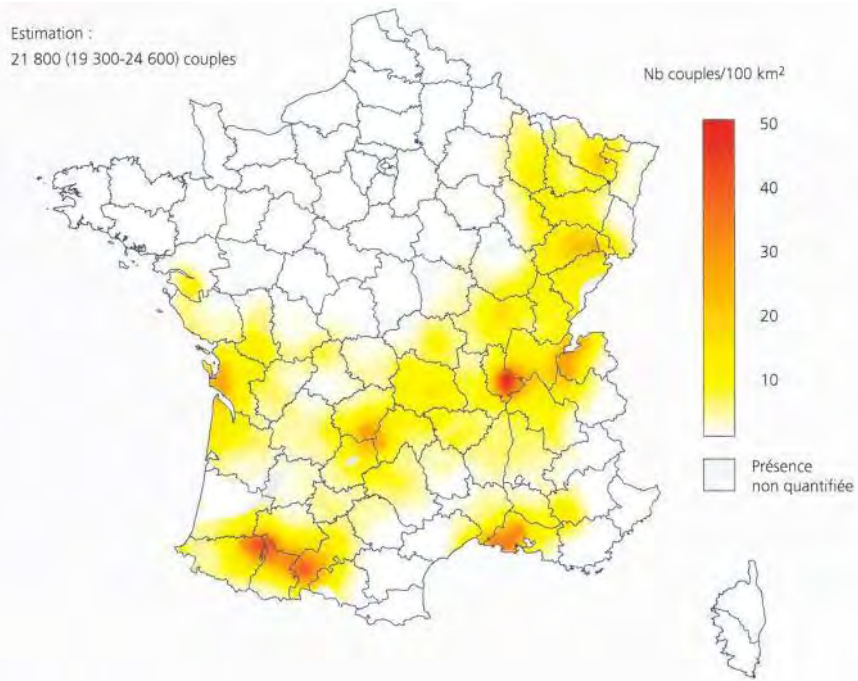 Estimation :
21 800 (19 300-24 600) couples
Nb couples/100 km²
50
40
30
20
10
Présence
non quantifiée